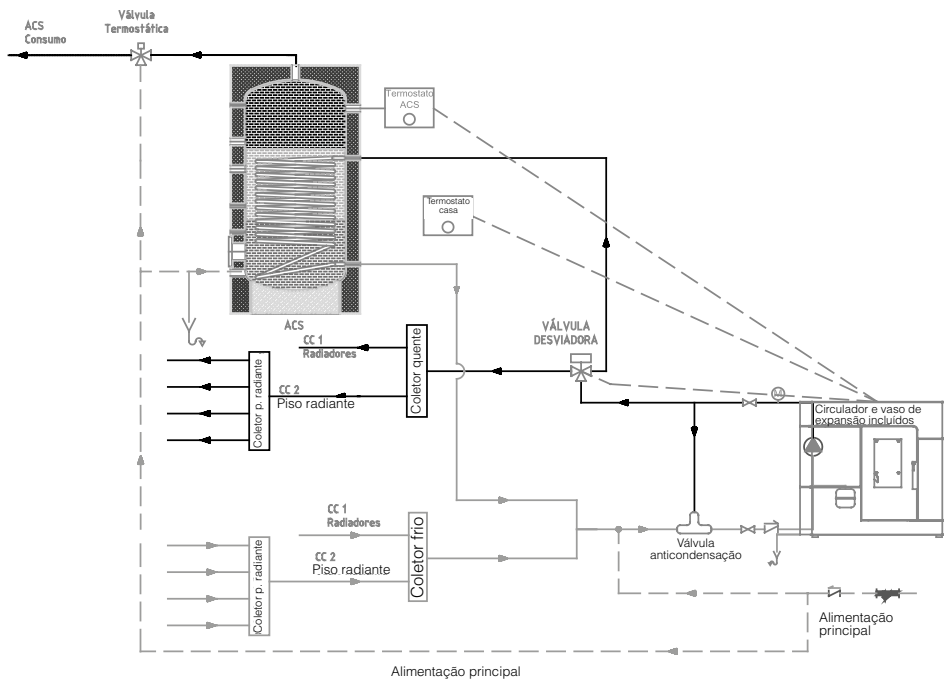 Válvula
Termostática
ACS
Consumo
Termostato
ACS
Termostato
casa
ACS
VÁLVULA
DESVIADORA
CC 1
Radiadores
CC 2
Piso radiante
Coletor quente
Coletor p. radiante
M
Circulador e vaso de
expansão incluídos
CC 1
Radiadores
CC 2
Piso radiante
Coletor frio
Coletor p. radiante
Válvula
anticondensação
Alimentação
principal
Alimentação principal